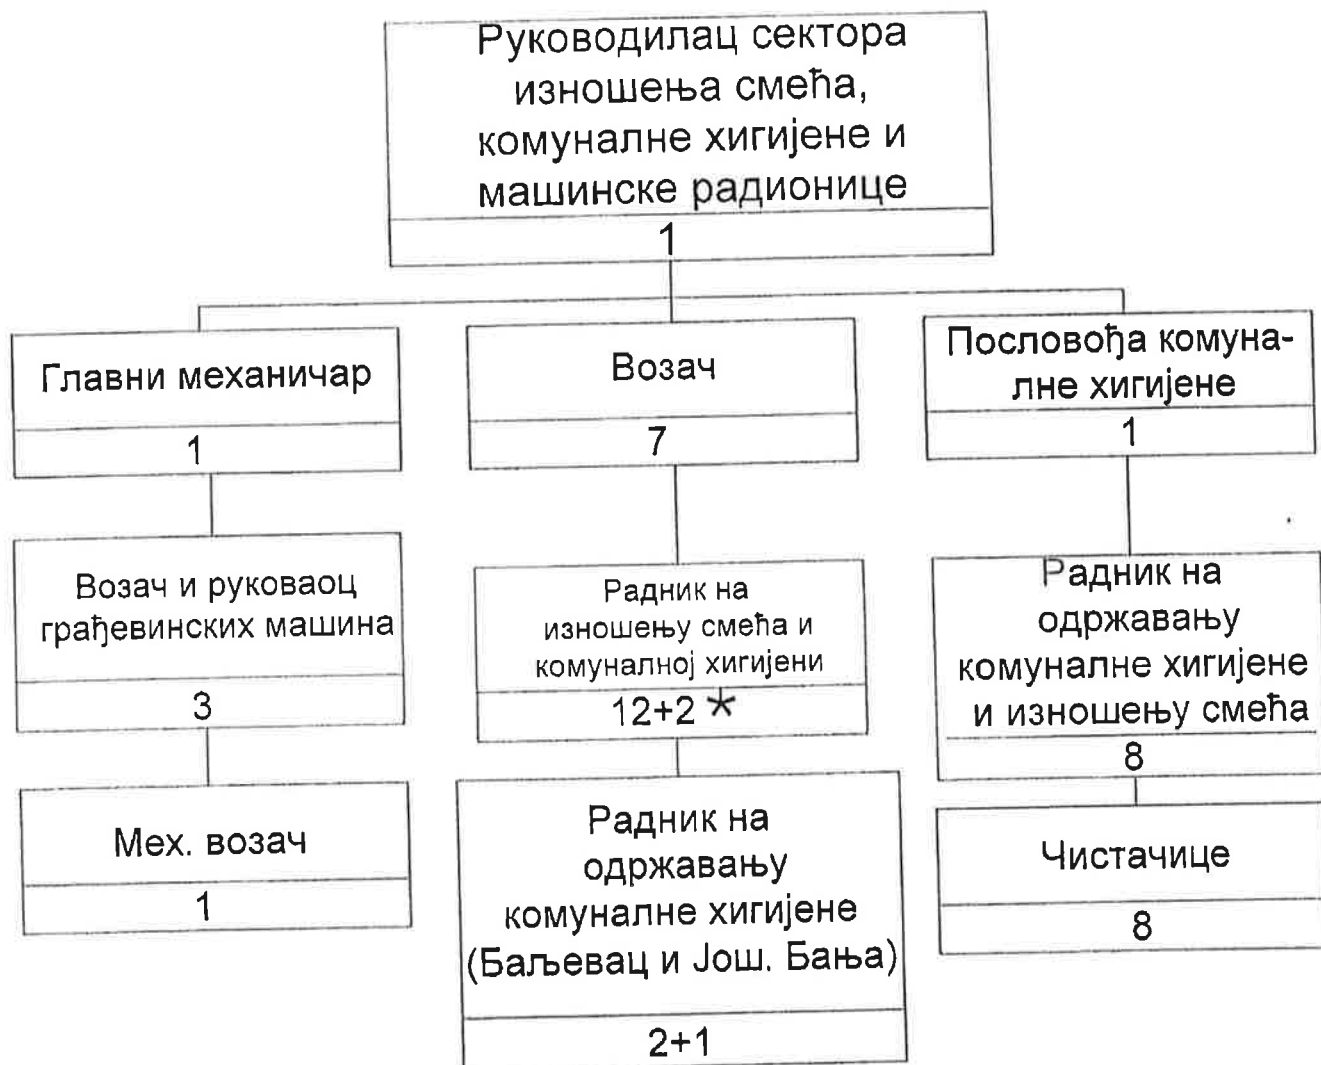 Руководилац сектора
изношења смећа,
комуналне хигијене и
машинске радионице
1
Главни механичар
1
Возач
7
Пословођа комуна-
лне хигијене
1
Возач и руковаоц
грађевинских машина
3
Радник на
изношењу смећа и
комуналној хигијени
12+2 *
Радник на
одржавању
комуналне хигијене
и изношењу смећа
8
Мех. возач
1
Радник на
одржавању
комуналне хигијене
(Баљевац и Још. Бања)
2+1
Чистачице
8